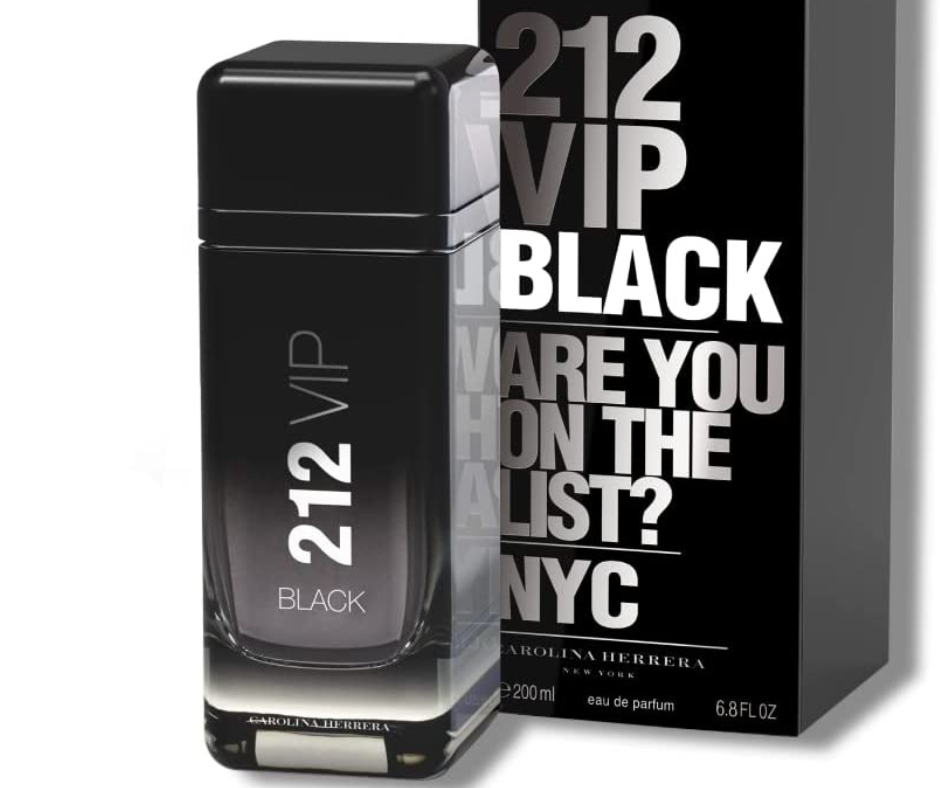 212 VIP
BLACK
CAROLINA HERRERA
212
VIP
BLACK
ARE YOU
ON THE
LIST?
NYC
CAROLINA HERRERA
NEW YORK
℮ 200 ml
eau de parfum
6.8 FL OZ